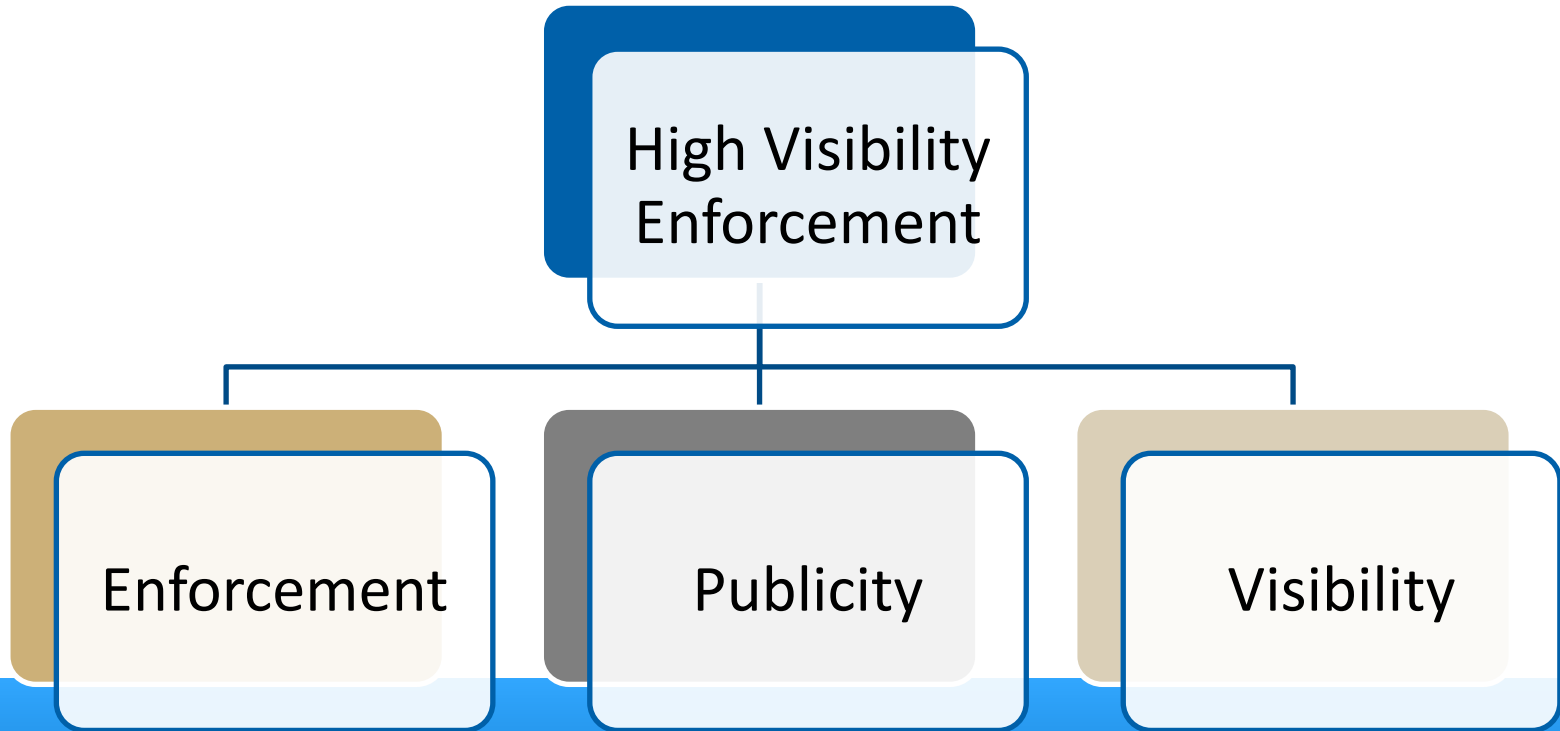 High Visibility
Enforcement
Enforcement
Publicity
Visibility